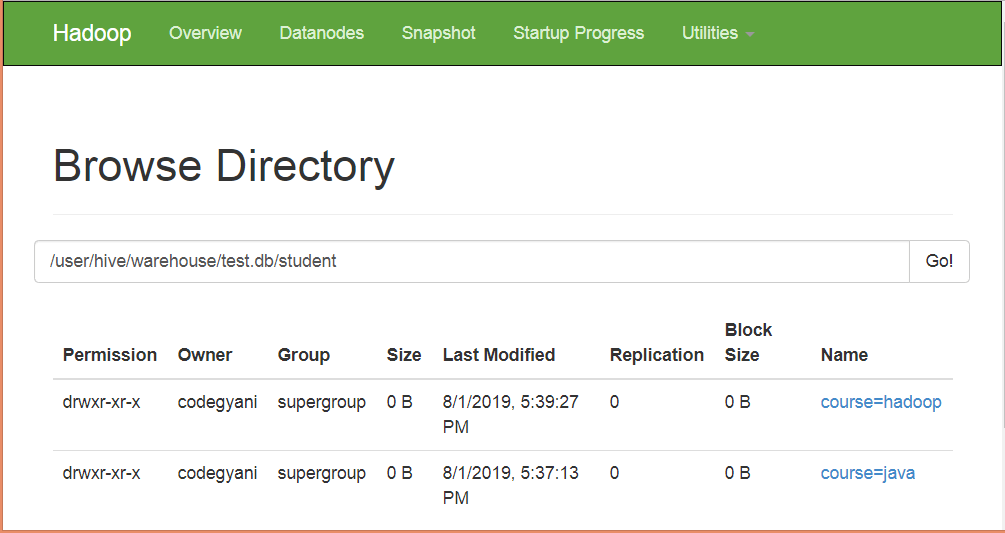 Hadoop Overview Datanodes Snapshot Startup Progress Utilities
Browse Directory
/user/hive/warehouse/test.db/student Go!
Permission Owner Group Size Last Modified Replication Block Size Name
drwxr-xr-x codegyani supergroup 0 B 8/1/2019, 5:39:27 PM 0 0 B course=hadoop
drwxr-xr-x codegyani supergroup 0 B 8/1/2019, 5:37:13 PM 0 0 B course=java